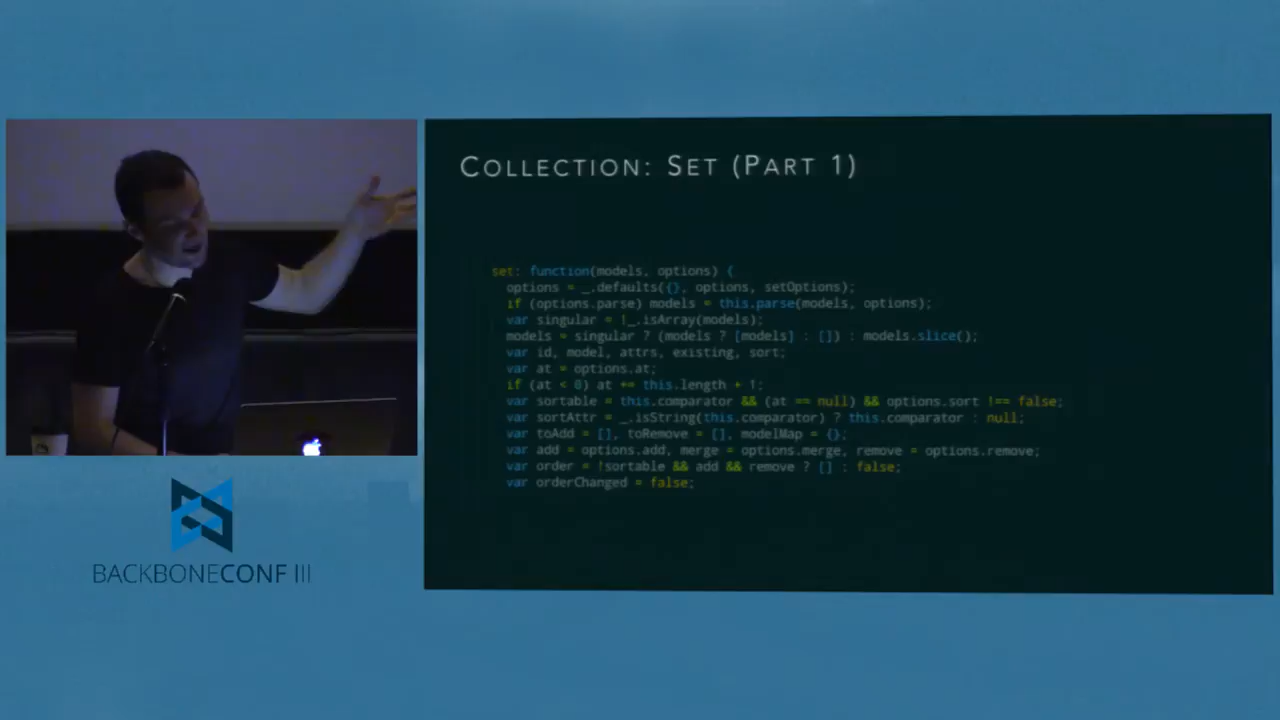 COLLECTION: SET (PART 1)
set: function(models, options) {
options = _.defaults({}, options, setOptions);
if (options.parse) models = this.parse(models, options);
var singular = !_.isArray(models);
models = singular ? (models ? [models] : []) : models.slice();
var id, model, attrs, existing, sort;
var at = options.at;
if (at < 0) at += this.length + 1;
var sortable = this.comparator && (at == null) && options.sort !== false;
var sortAttr = _.isString(this.comparator) ? this.comparator : null;
var toAdd = [], toRemove = [], modelMap = {};
var add = options.add, merge = options.merge, remove = options.remove;
var order = !sortable && add && remove ? [] : false;
var orderChanged = false;
BACKBONECONF III